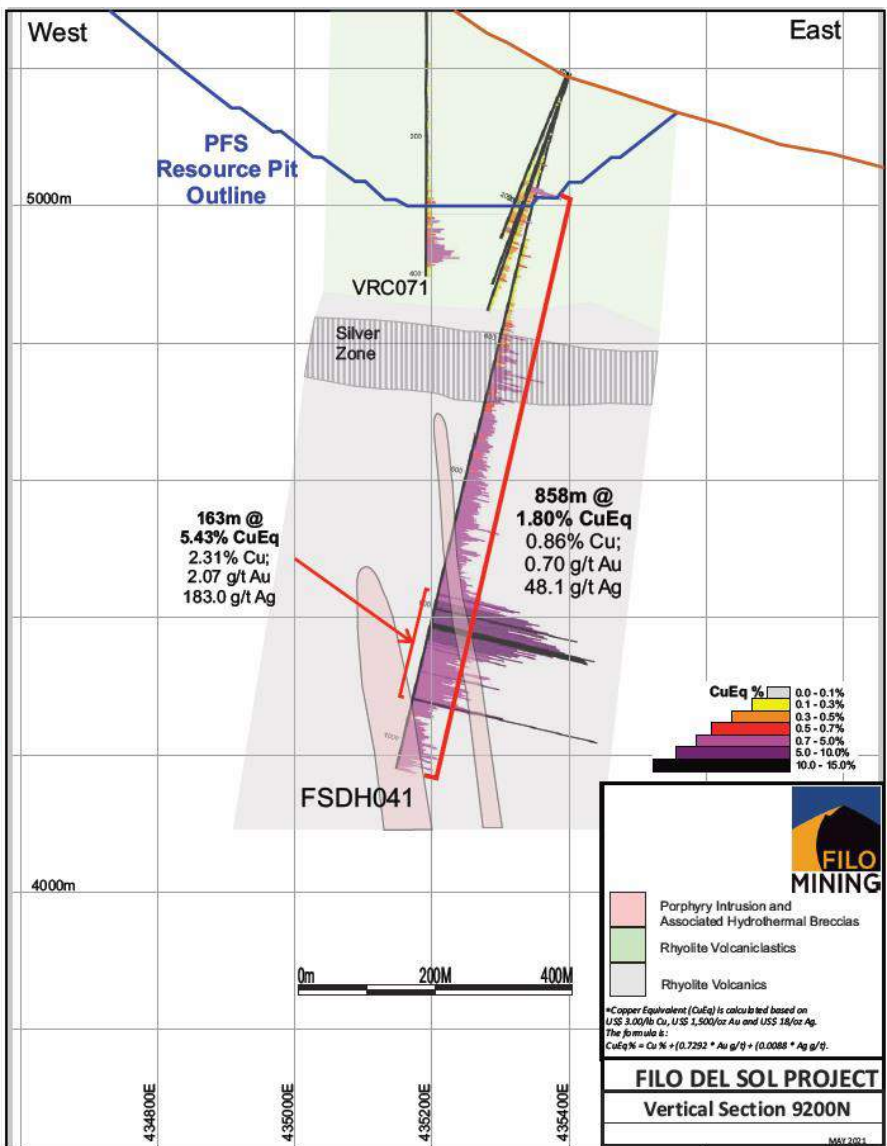 West
East
PFS
Resource Pit
Outline
5000m
200
200
400
VRC071
Silver
Zone
600
163m @
5.43% CuEq
2.31% Cu;
2.07 g/t Au
183.0 g/t Ag
858m @
1.80% CuEq
0.86% Cu;
0.70 g/t Au
48.1 g/t Ag
1000
FSDH041
CuEq %
0.0 - 0.1%
0.1 - 0.3%
0.3 - 0.5%
0.5 - 0.7%
0.7 - 5.0%
5.0 - 10.0%
10.0 - 15.0%
FILO
MINING
4000m
Porphyry Intrusion and
Associated Hydrothermal Breccias
Rhyolite Volcaniclastics
Rhyolite Volcanics
0m 200M 400M
*Copper Equivalent (CuEq) is calculated based on
US$ 3.00/lb Cu, US$ 1,500/oz Au and US$ 18/oz Ag.
The formula is:
CuEq% = Cu % + (0.7292 * Au g/t) + (0.0088 * Ag g/t).
FILO DEL SOL PROJECT
Vertical Section 9200N
MAY 2021
434800E
435000E
435200E
435400E